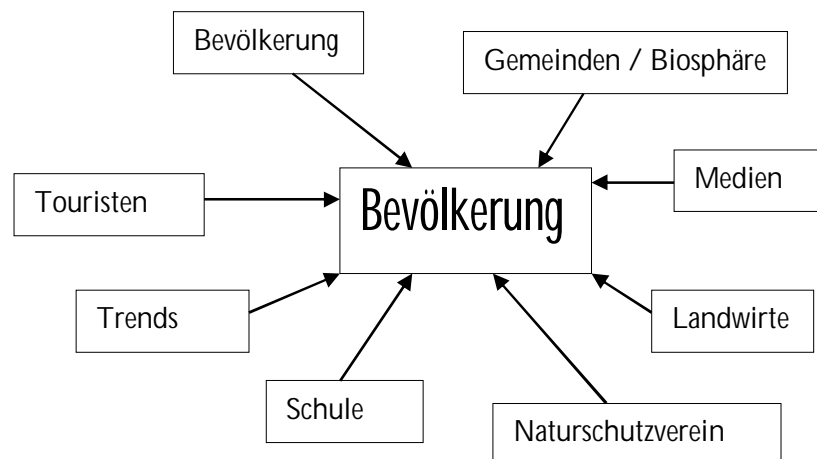 Bevölkerung
Gemeinden / Biosphäre
Medien
Touristen
Bevölkerung
Trends
Landwirte
Schule
Naturschutzverein